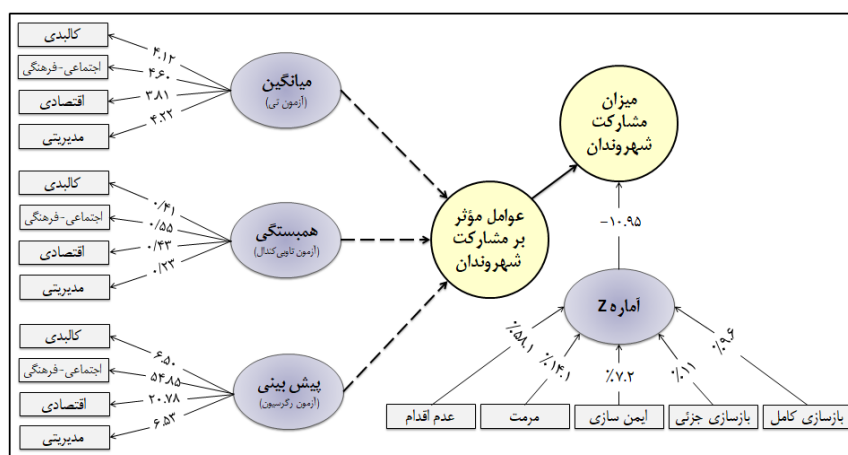 کالبدی
اجتماعی-فرهنگی
اقتصادی
مدیریتی
۴.۱۲
۴.۶۰
۳.۸۱
۴.۲۲
میانگین
(آزمون تی)
کالبدی
اجتماعی-فرهنگی
اقتصادی
مدیریتی
۰/۴۱
۰/۵۵
۰/۴۳
۰/۲۳
همبستگی
(آزمون تاوبی کندال)
کالبدی
اجتماعی-فرهنگی
اقتصادی
مدیریتی
۶.۵۰
۵۴.۸۵
۲۰.۷۸
۶.۵۳
پیش بینی
(آزمون رگرسیون)
عوامل مؤثر
بر مشارکت
شهروندان
میزان
مشارکت
شهروندان
-۱۰.۹۵
آماره Z
٪۹.۶
٪۱۱
٪۷.۲
٪۱۴.۱
٪۵۸.۱
بازسازی کامل
بازسازی جزئی
ایمن سازی
مرمت
عدم اقدام